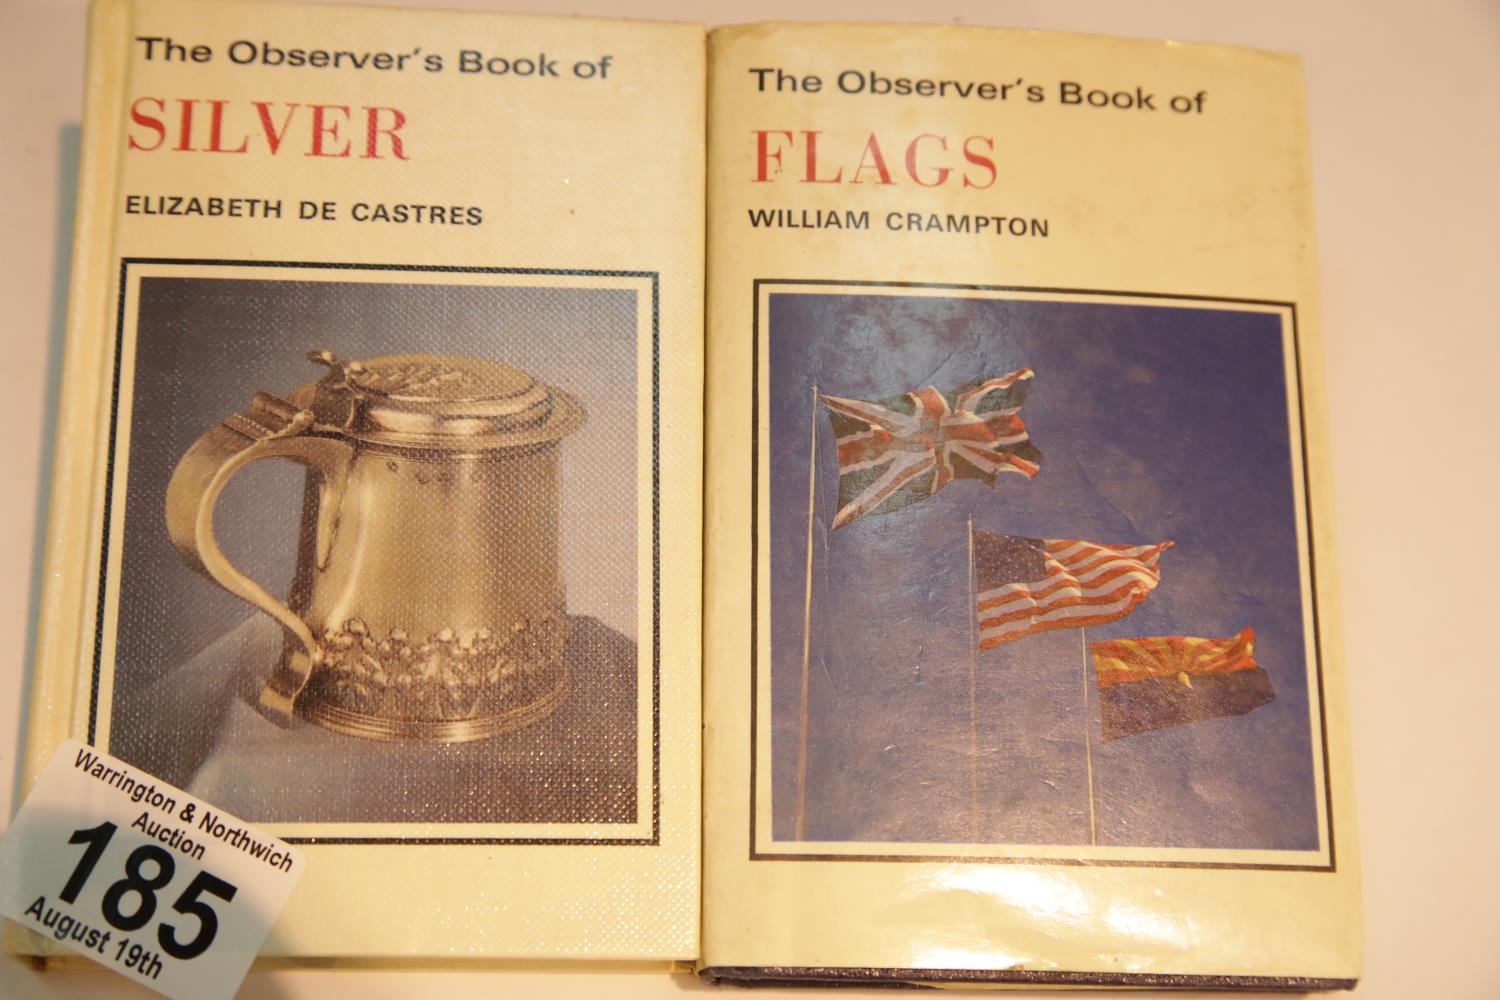 The Observer's Book of
SILVER
ELIZABETH DE CASTRES
The Observer's Book of
FLAGS
WILLIAM CRAMPTON
Warrington & Northwich
Auction
185
August 19th